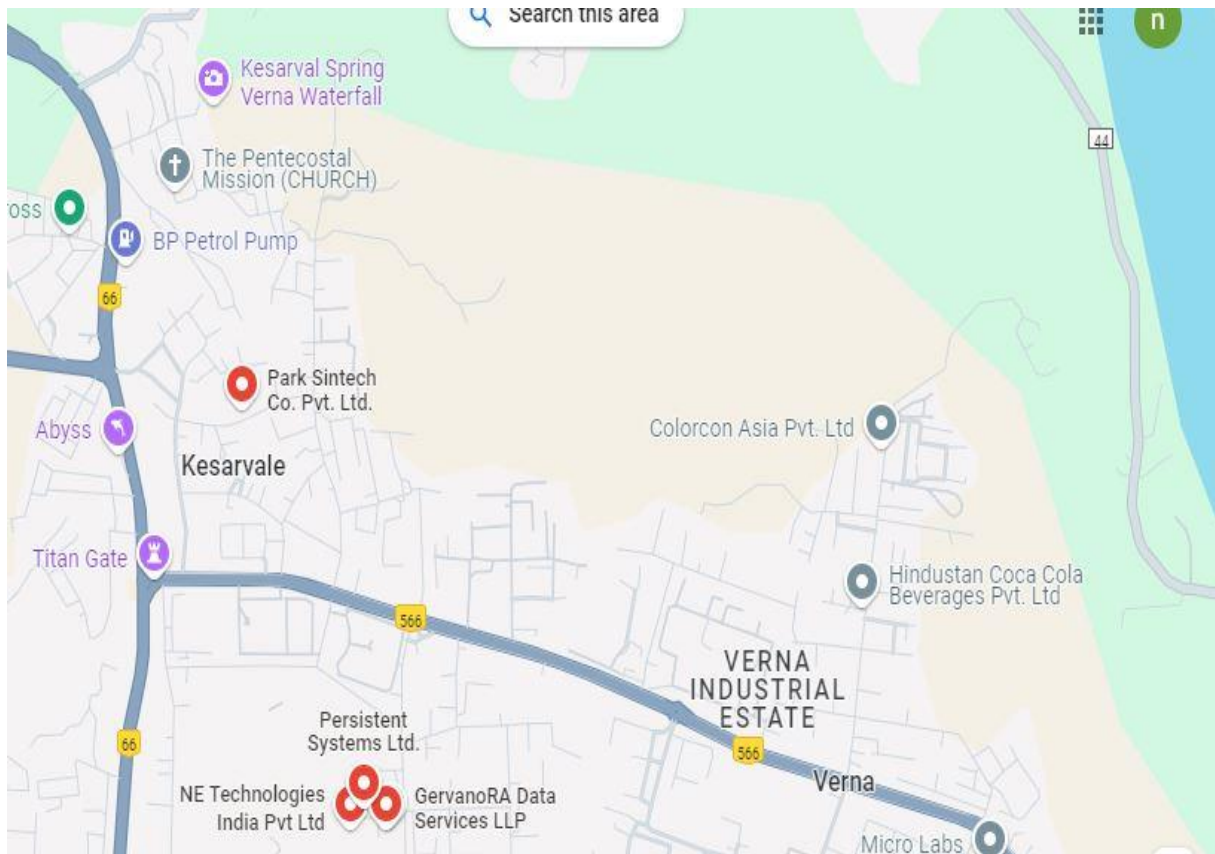 Search this area
n
Kesarval Spring
Verna Waterfall
44
The Pentecostal
Mission (CHURCH)
ross
BP Petrol Pump
66
Park Sintech
Co. Pvt. Ltd.
Abyss
Colorcon Asia Pvt. Ltd
Kesarvale
Titan Gate
Hindustan Coca Cola
Beverages Pvt. Ltd
566
VERNA
INDUSTRIAL
ESTATE
Persistent
Systems Ltd.
66
566
Verna
NE Technologies
India Pvt Ltd
GervanoRA Data
Services LLP
Micro Labs